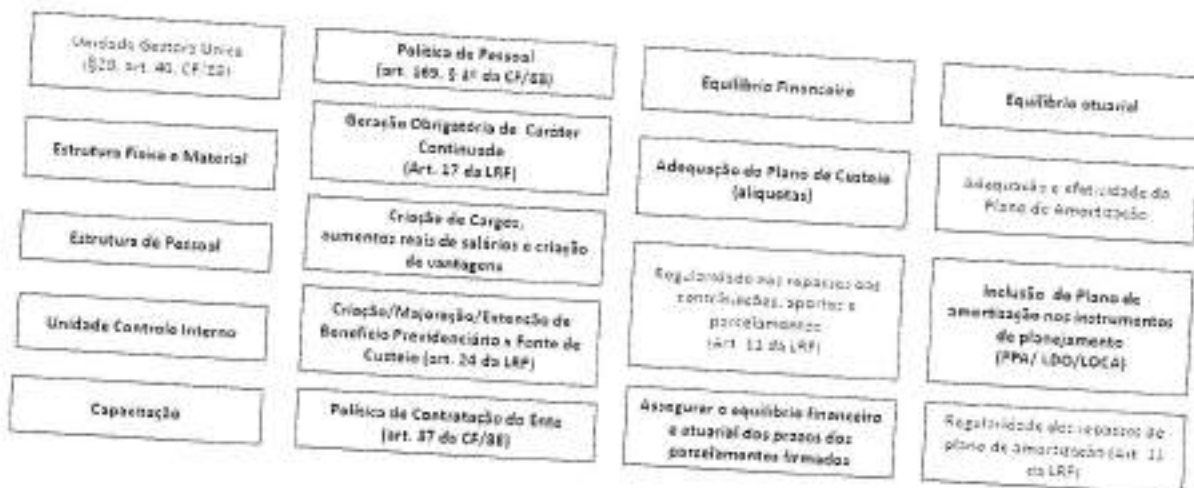 Unidade Gestora Única
(§20, art. 40, CF/88)
Estrutura Física e Material
Estrutura de Pessoal
Unidade Controle Interno
Capacitação
Política de Pessoal
(art. 169, § 1º da CF/88)
Geração Obrigatória de Caráter
Continuada
(Art. 17 da LRF)
Criação de Cargos,
aumentos reais de salários e criação
de vantagens
Criação/Majoração/Extensão de
Benefício Previdenciário x Fonte de
Custeio (art. 24 da LRF)
Política de Contratação do Ente
(art. 37 da CF/88)
Equilíbrio Financeiro
Adequação do Plano de Custeio
(alíquotas)
Regularidade nos repasses das
contribuições, aportes e
parcelamentos
(Art. 11 da LRF)
Assegurar o equilíbrio financeiro
e atuarial dos prazos dos
parcelamentos firmados
Equilíbrio atuarial
Adequação e efetividade do
Plano de Amortização
Inclusão do Plano de
amortização nos instrumentos
de planejamento
(PPA/ LDO/LOCA)
Regularidade dos repasses ao
plano de amortização (Art. 11
da LRF)